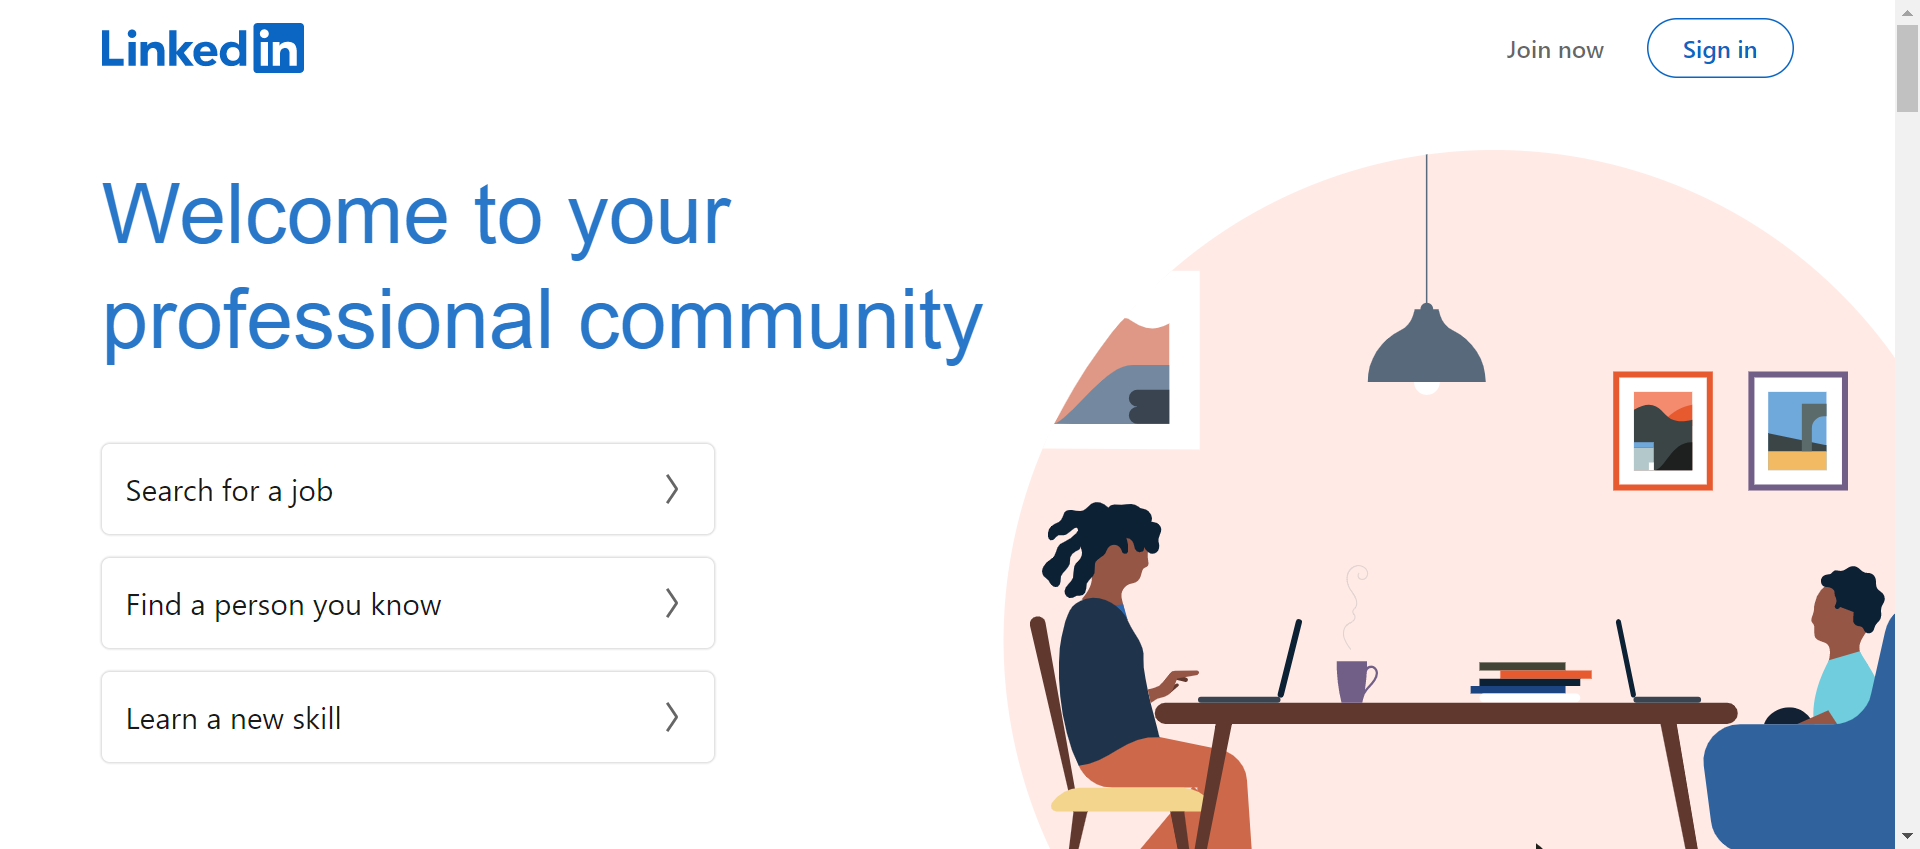 Linkedin
Join now
Sign in
Welcome to your
professional community
Search for a job
Find a person you know
Learn a new skill